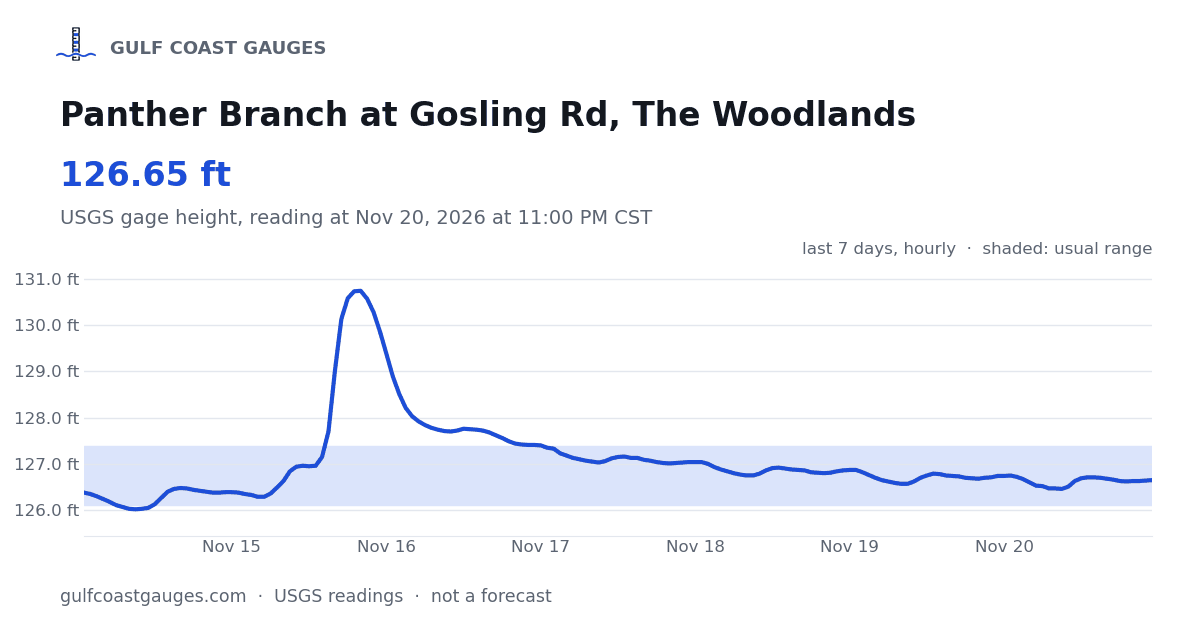 GULF COAST GAUGES
Panther Branch at Gosling Rd, The Woodlands
126.65 ft
USGS gage height, reading at Nov 20, 2026 at 11:00 PM CST
last 7 days, hourly · shaded: usual range
131.0 ft
130.0 ft
129.0 ft
128.0 ft
127.0 ft
126.0 ft
Nov 15 Nov 16 Nov 17 Nov 18 Nov 19 Nov 20
gulfcoastgauges.com · USGS readings · not a forecast